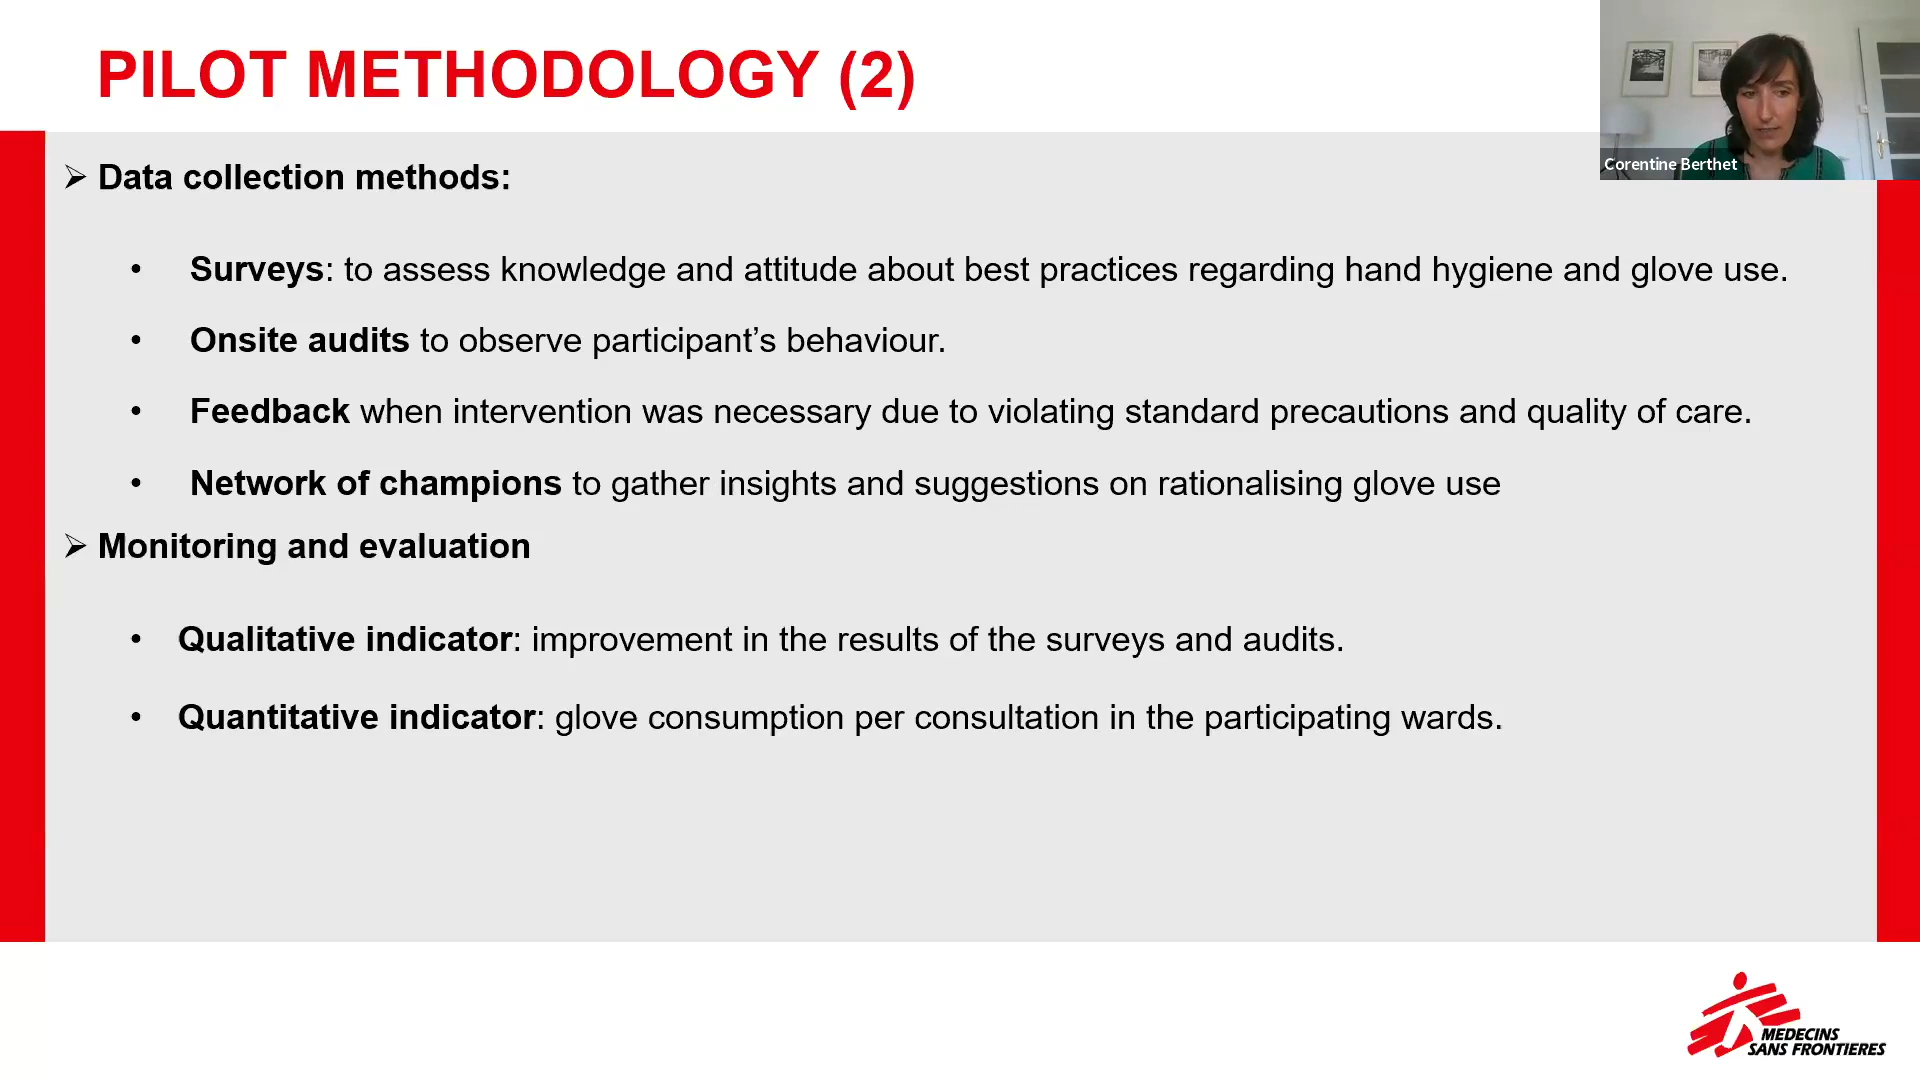 PILOT METHODOLOGY (2)
Corentine Berthet
➢ Data collection methods:
• Surveys: to assess knowledge and attitude about best practices regarding hand hygiene and glove use.
• Onsite audits to observe participant’s behaviour.
• Feedback when intervention was necessary due to violating standard precautions and quality of care.
• Network of champions to gather insights and suggestions on rationalising glove use
➢ Monitoring and evaluation
• Qualitative indicator: improvement in the results of the surveys and audits.
• Quantitative indicator: glove consumption per consultation in the participating wards.
MEDECINS
SANS FRONTIERES